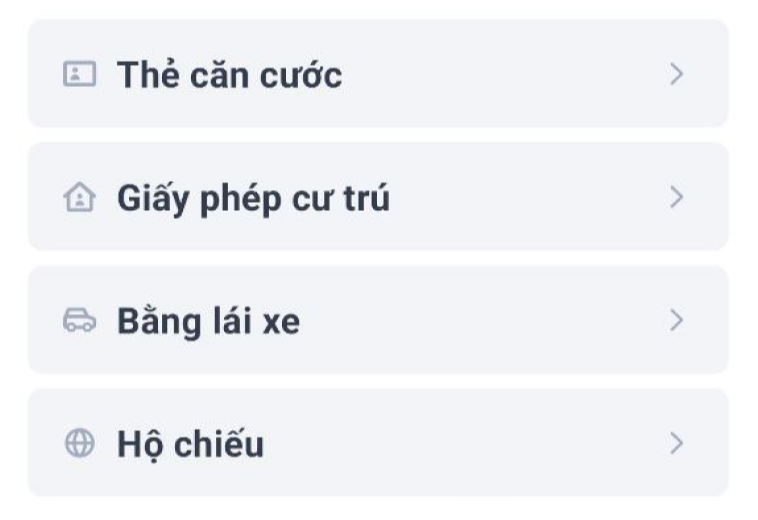 Thẻ căn cước
Giấy phép cư trú
Bằng lái xe
Hộ chiếu